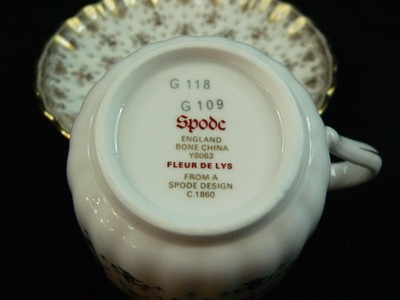 G 118
G 109
Spode
ENGLAND
BONE CHINA
Y8063
FLEUR DE LYS
FROM A
SPODE DESIGN
C.1860